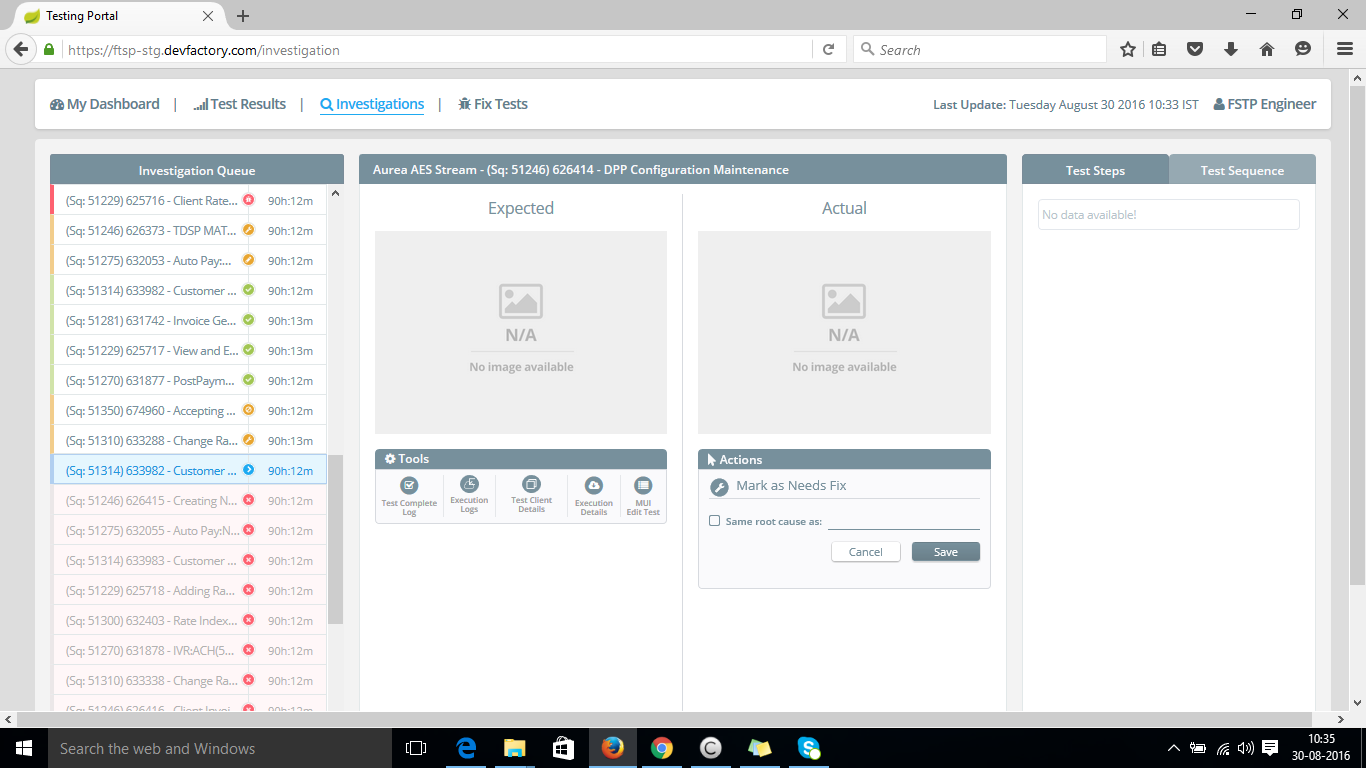 Testing Portal
https://ftsp-stg.devfactory.com/investigation
Search
My Dashboard | Test Results | Investigations | Fix Tests
Last Update: Tuesday August 30 2016 10:33 IST
FSTP Engineer
Investigation Queue
(Sq: 51229) 625716 - Client Rate... 90h:12m
(Sq: 51246) 626373 - TDSP MAT... 90h:12m
(Sq: 51275) 632053 - Auto Pay:... 90h:12m
(Sq: 51314) 633982 - Customer ... 90h:12m
(Sq: 51281) 631742 - Invoice Ge... 90h:13m
(Sq: 51229) 625717 - View and E... 90h:13m
(Sq: 51270) 631877 - PostPaym... 90h:12m
(Sq: 51350) 674960 - Accepting ... 90h:12m
(Sq: 51310) 633288 - Change Ra... 90h:13m
(Sq: 51314) 633982 - Customer ... 90h:12m
(Sq: 51246) 626415 - Creating N... 90h:12m
(Sq: 51275) 632055 - Auto Pay:N... 90h:12m
(Sq: 51314) 633983 - Customer ... 90h:12m
(Sq: 51229) 625718 - Adding Ra... 90h:12m
(Sq: 51300) 632403 - Rate Index... 90h:12m
(Sq: 51270) 631878 - IVR:ACH(5... 90h:12m
(Sq: 51310) 633338 - Change Ra... 90h:12m
(Sq: 51246) 626416 - Client Invoi... 90h:12m
Aurea AES Stream - (Sq: 51246) 626414 - DPP Configuration Maintenance
Expected
N/A
No image available
Actual
N/A
No image available
Tools
Test Complete
Log
Execution
Logs
Test Client
Details
Execution
Details
MUI
Edit Test
Actions
Mark as Needs Fix
Same root cause as:
Cancel
Save
Test Steps
Test Sequence
No data available!
Search the web and Windows
10:35
30-08-2016